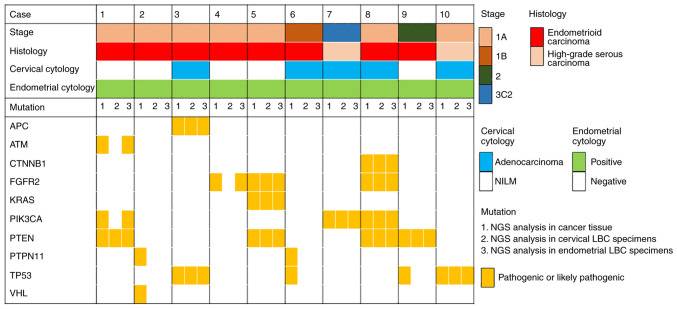 Case 1 2 3 4 5 6 7 8 9 10
Stage
Histology
Cervical cytology
Endometrial cytology
Mutation 1 2 3 1 2 3 1 2 3 1 2 3 1 2 3 1 2 3 1 2 3 1 2 3 1 2 3 1 2 3
APC
ATM
CTNNB1
FGFR2
KRAS
PIK3CA
PTEN
PTPN11
TP53
VHL
Stage
1A
1B
2
3C2
Histology
Endometrioid
carcinoma
High-grade serous
carcinoma
Cervical
cytology
Adenocarcinoma
NILM
Endometrial
cytology
Positive
Negative
Mutation
1. NGS analysis in cancer tissue
2. NGS analysis in cervical LBC specimens
3. NGS analysis in endometrial LBC specimens
Pathogenic or likely pathogenic